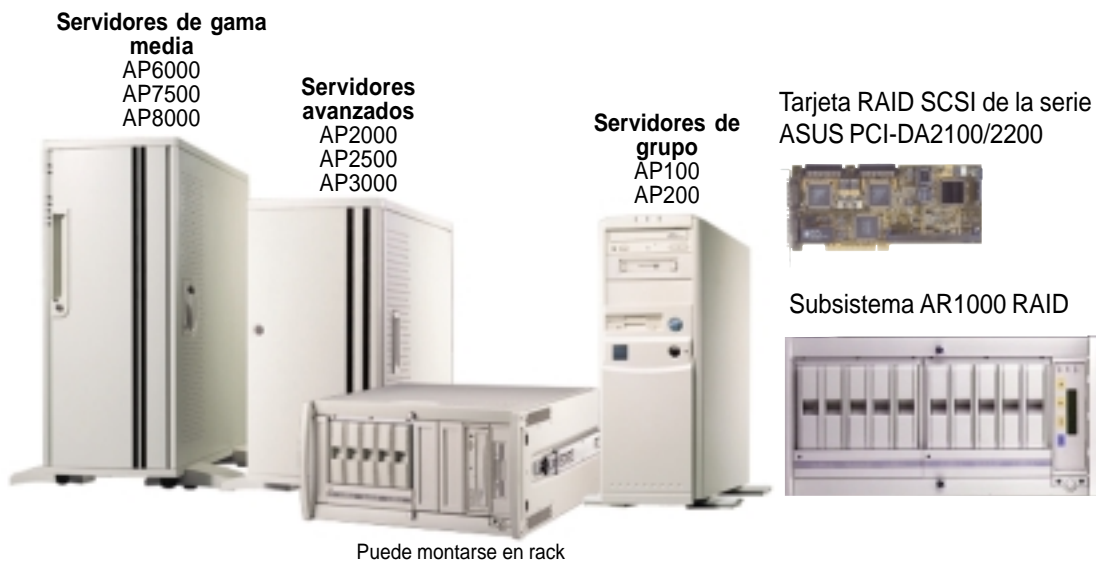 Servidores de gama
media
AP6000
AP7500
AP8000
Servidores
avanzados
AP2000
AP2500
AP3000
Servidores de
grupo
AP100
AP200
Tarjeta RAID SCSI de la serie
ASUS PCI-DA2100/2200
Subsistema AR1000 RAID
Puede montarse en rack